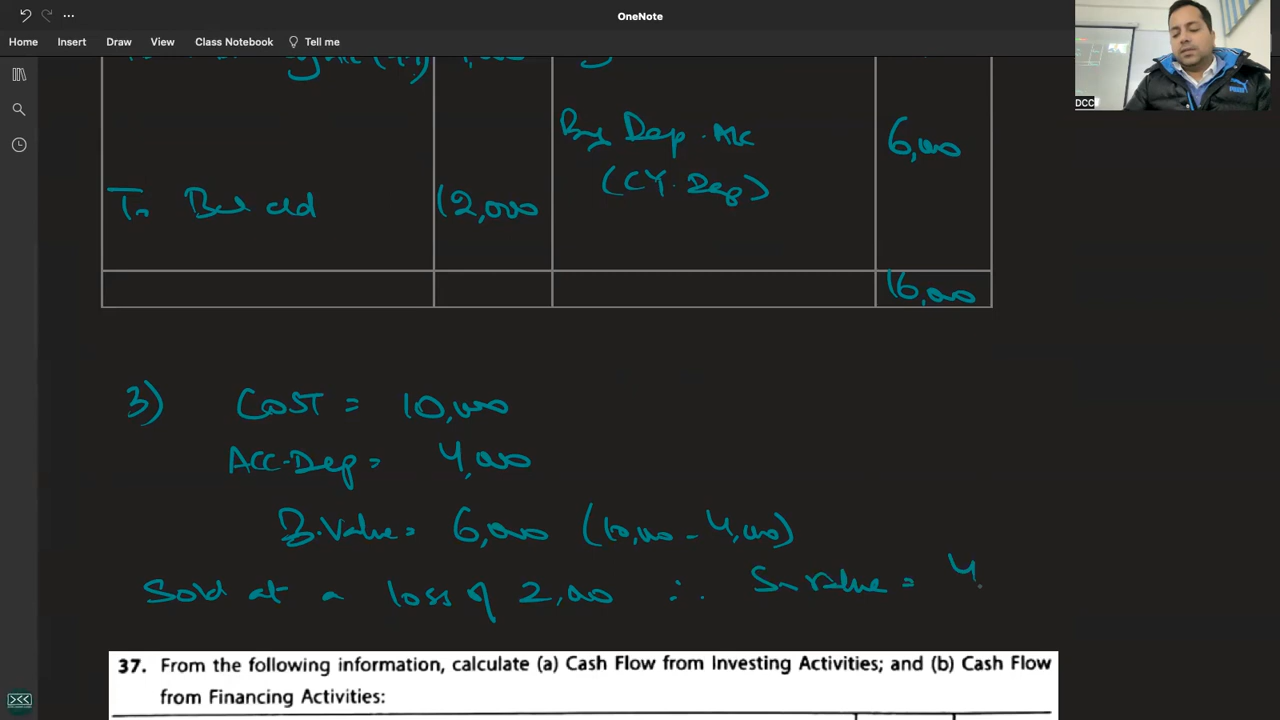 OneNote
Home Insert Draw View Class Notebook Tell me
DCC
By Dep. A/c 6,000
(CY. Dep)
To Bal c/d 12,000
16,000
3) COST = 10,000
Acc-Dep = 4,000
B.Value = 6,000 (10,000 - 4,000)
Sold at a loss of 2,000 ∴ S. Value = 4
37. From the following information, calculate (a) Cash Flow from Investing Activities; and (b) Cash Flow
from Financing Activities: